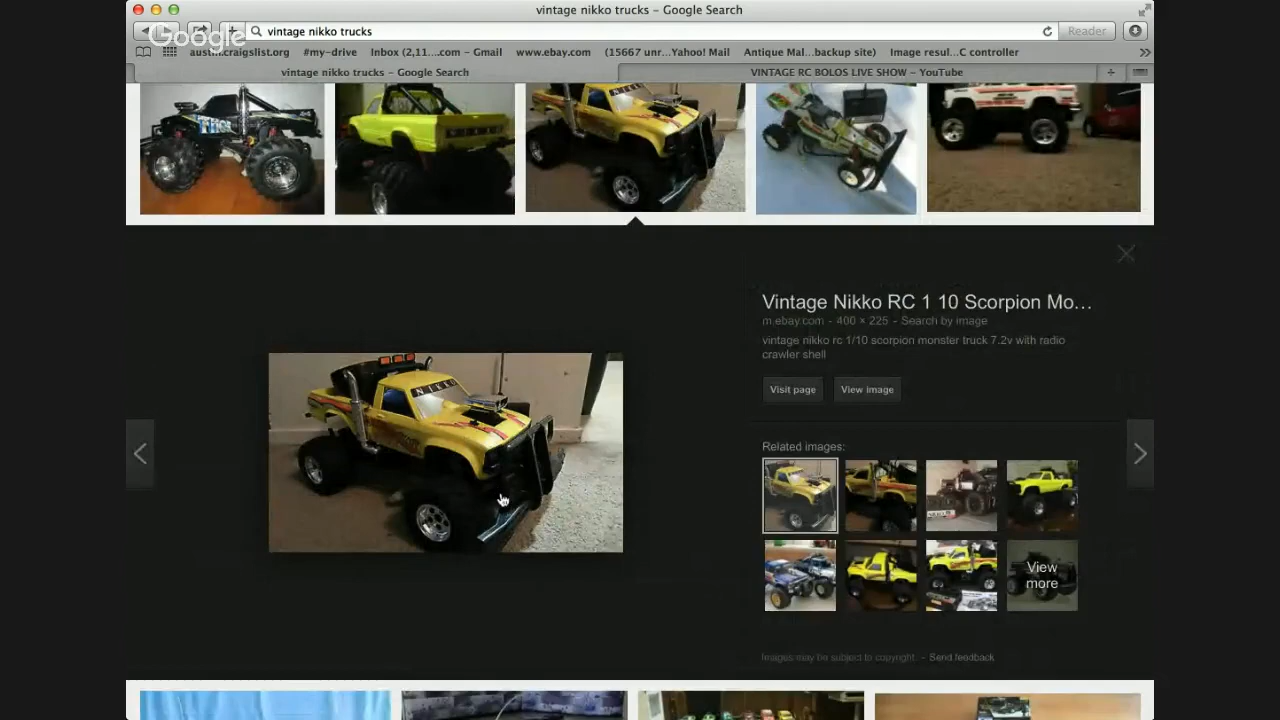 vintage nikko trucks – Google Search
Google
vintage nikko trucks
Reader
austin.craigslist.org
#my-drive
Inbox (2,11....com – Gmail
www.ebay.com
(15667 unr...Yahoo! Mail
Antique Mal...backup site)
Image resul...C controller
vintage nikko trucks – Google Search
VINTAGE RC BOLOS LIVE SHOW – YouTube
Vintage Nikko RC 1 10 Scorpion Mo...
m.ebay.com - 400 × 225 - Search by image
vintage nikko rc 1/10 scorpion monster truck 7.2v with radio
crawler shell
Visit page
View image
NIKKO
Related images:
View
more
Images may be subject to copyright. - Send feedback